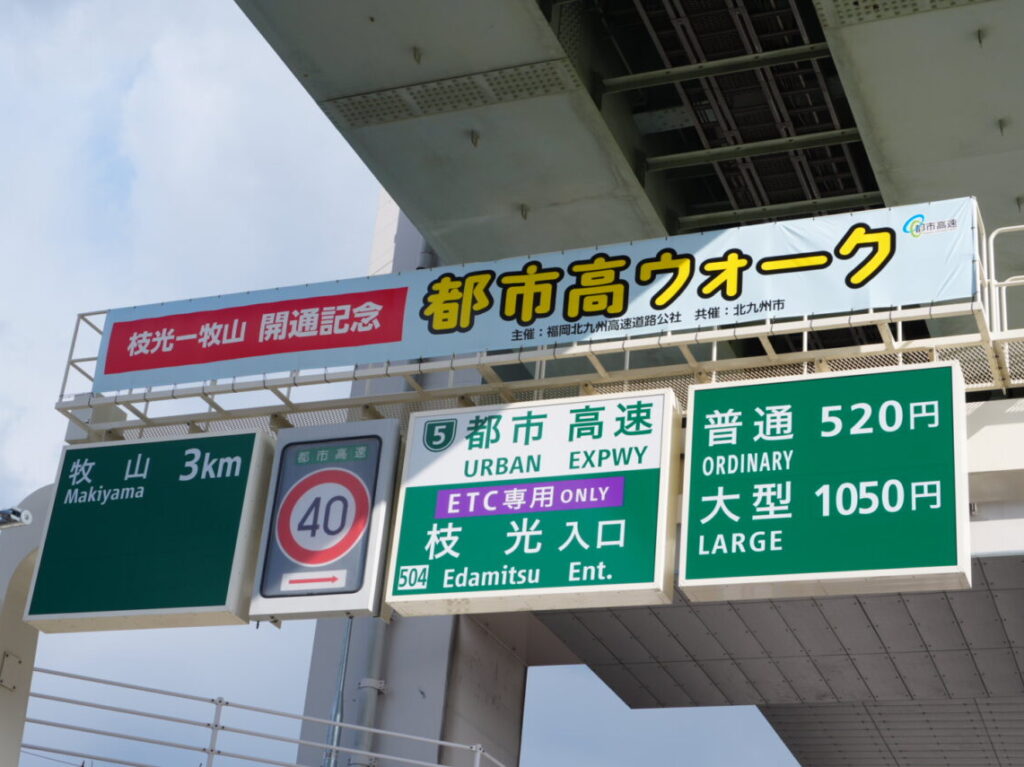 都市高速
枝光ー牧山 開通記念
都市高ウォーク
主催：福岡北九州高速道路公社 共催：北九州市
牧山 3km
Makiyama
都市高速
40
5 都市 高速
URBAN EXPWY
ETC専用ONLY
枝光入口
504 Edamitsu Ent.
普通 520円
ORDINARY
大型 1050円
LARGE